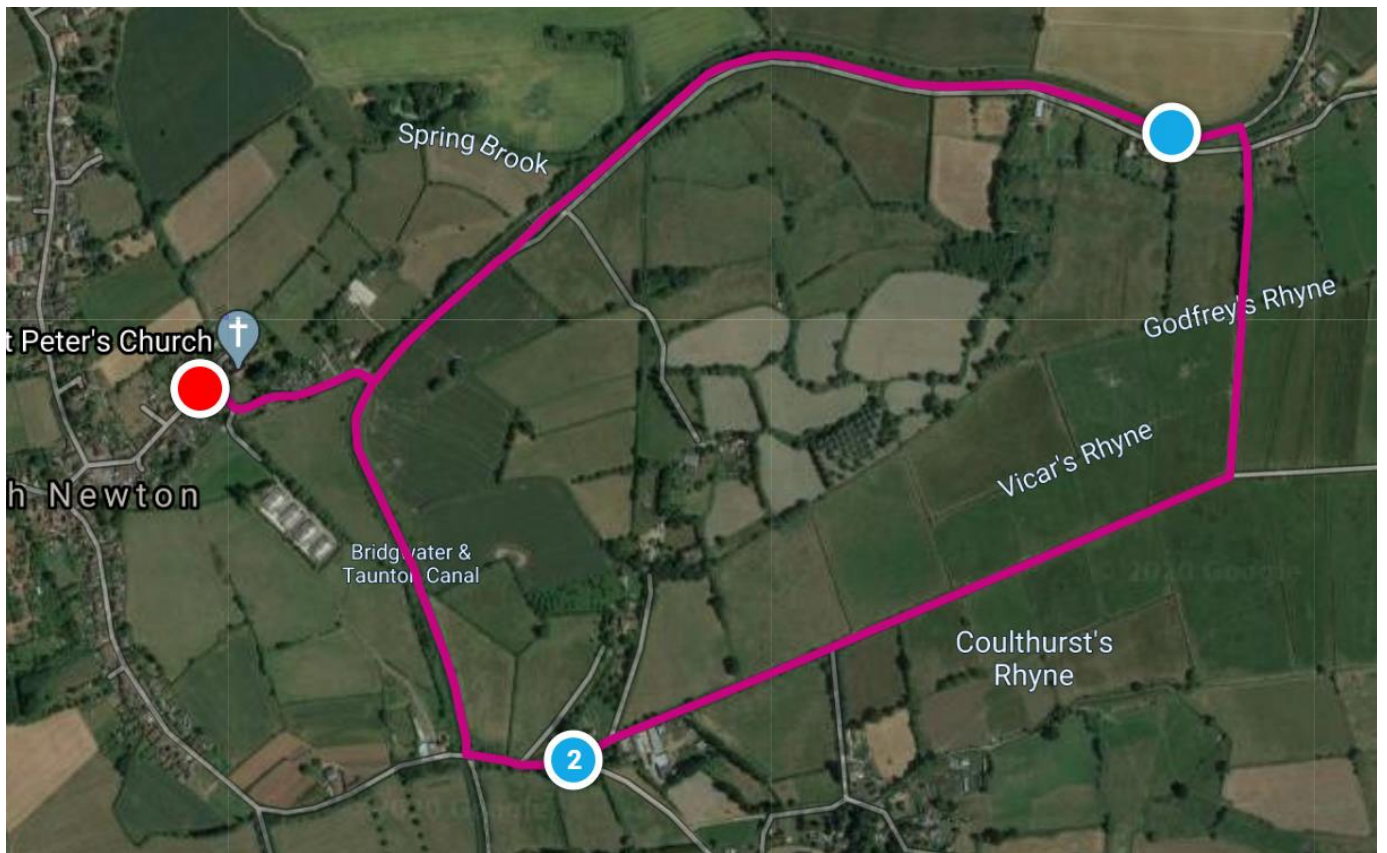 Spring Brook
t Peter's Church
Godfrey's Rhyne
Vicar's Rhyne
h Newton
Bridgwater &
Taunton Canal
Coulthurst's
Rhyne
2